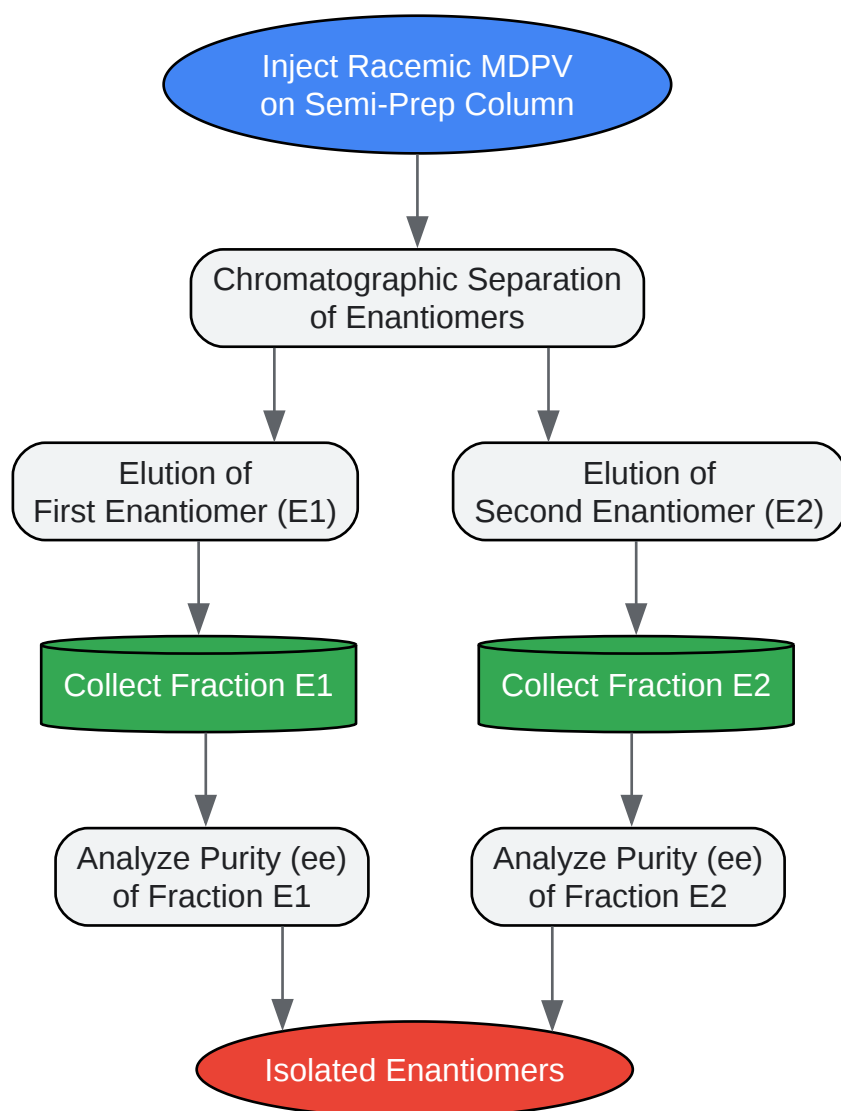 Inject Racemic MDPV
on Semi-Prep Column
Chromatographic Separation
of Enantiomers
Elution of
First Enantiomer (E1)
Elution of
Second Enantiomer (E2)
Collect Fraction E1
Collect Fraction E2
Analyze Purity (ee)
of Fraction E1
Analyze Purity (ee)
of Fraction E2
Isolated Enantiomers